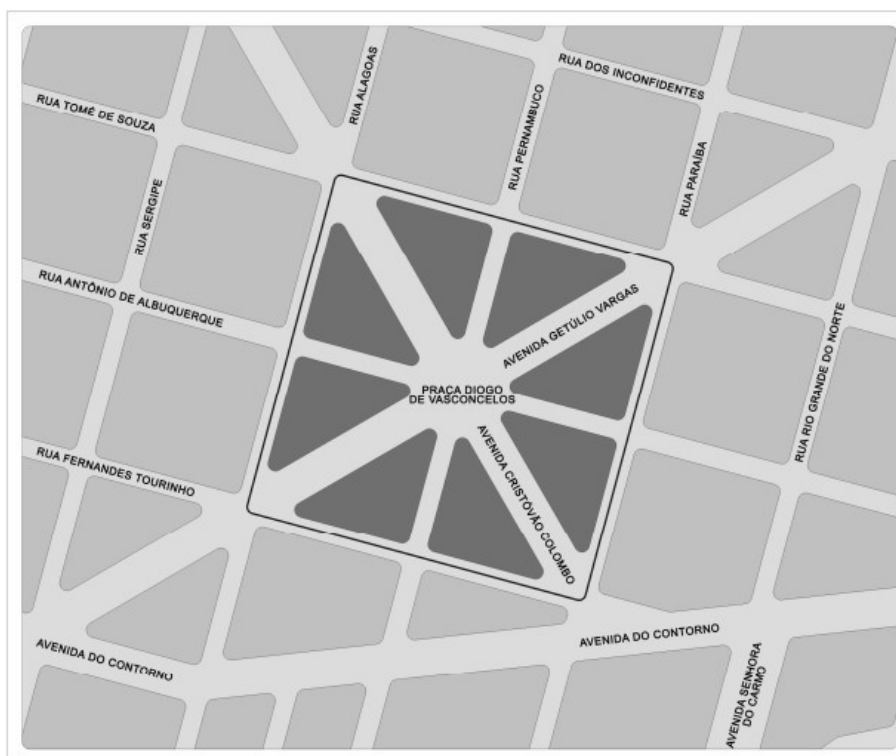 RUA ALAGOAS
RUA DOS INCONFIDENTES
RUA TOMÉ DE SOUZA
RUA PERNAMBUCO
RUA PARAÍBA
RUA SERGIPE
RUA ANTÔNIO DE ALBUQUERQUE
AVENIDA GETÚLIO VARGAS
PRAÇA DIOGO
DE VASCONCELOS
RUA RIO GRANDE DO NORTE
AVENIDA CRISTÓVÃO COLOMBO
RUA FERNANDES TOURINHO
AVENIDA DO CONTORNO
AVENIDA DO CONTORNO
AVENIDA SENHORA
DO CARMO